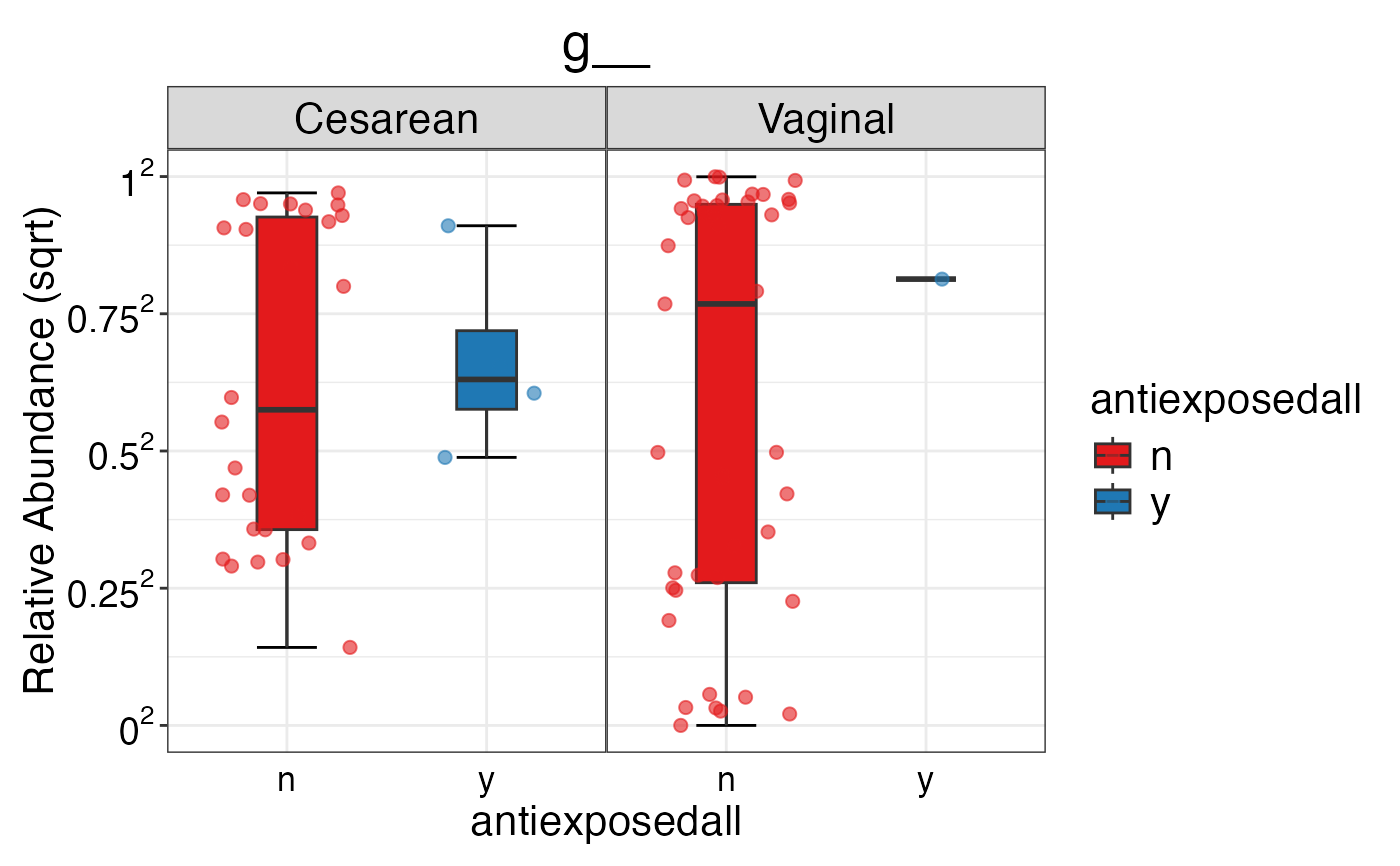 g__
Cesarean Vaginal
Relative Abundance (sqrt)
1²
0.75²
0.5²
0.25²
0²
n y n y
antiexposedall
antiexposedall
n
y